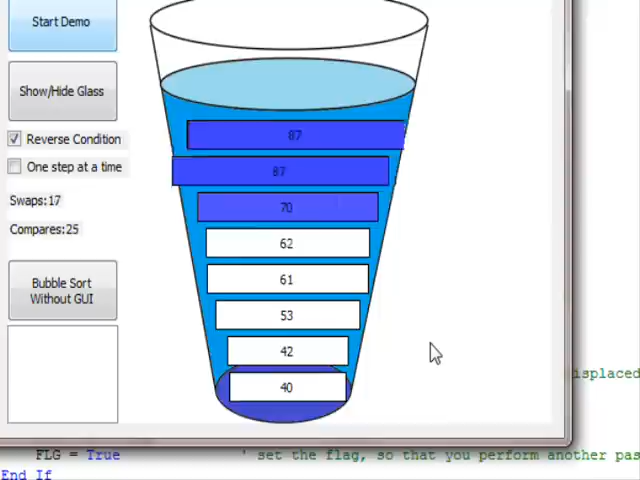 Start Demo
Show/Hide Glass
Reverse Condition
One step at a time
Swaps:17
Compares:25
Bubble Sort
Without GUI
87
87
70
62
61
53
42
40
isplaced
FLG = True ' set the flag, so that you perform another pas
End If